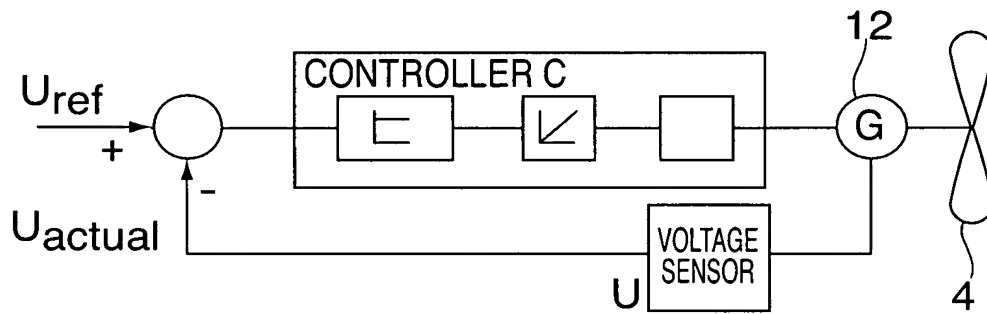 12
CONTROLLER C
Uref
+
G
-
Uactual
VOLTAGE
SENSOR
U
4